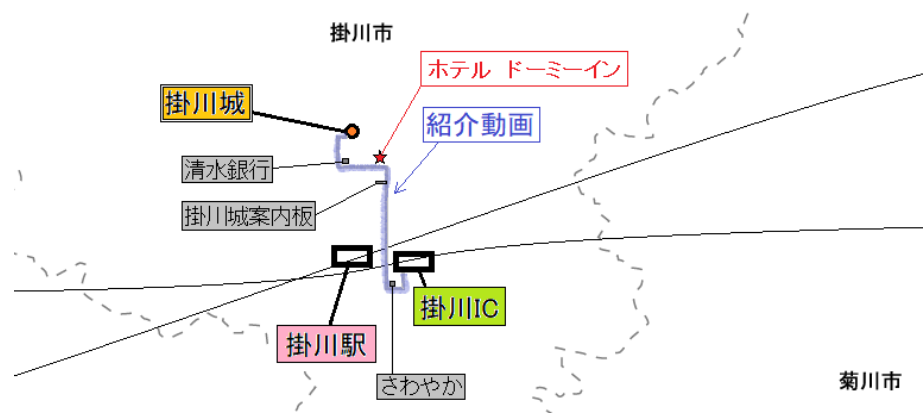 掛川市
ホテル ドーミーイン
掛川城
紹介動画
清水銀行
掛川城案内板
掛川IC
掛川駅
さわやか
菊川市